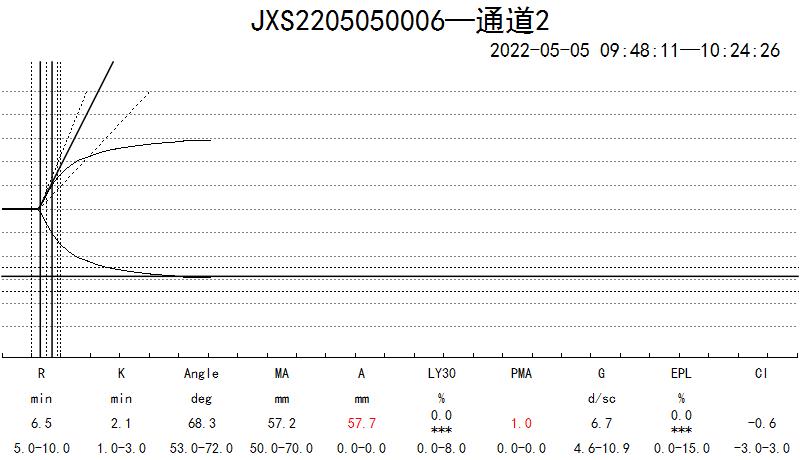 JXS2205050006—通道2
2022-05-05 09:48:11—10:24:26
R K Angle MA A LY30 PMA G EPL CI
min min deg mm mm % d/sc %
6.5 2.1 68.3 57.2 57.7 0.0 1.0 6.7 0.0 -0.6
*** ***
5.0-10.0 1.0-3.0 53.0-72.0 50.0-70.0 0.0-0.0 0.0-8.0 0.0-0.0 4.6-10.9 0.0-15.0 -3.0-3.0